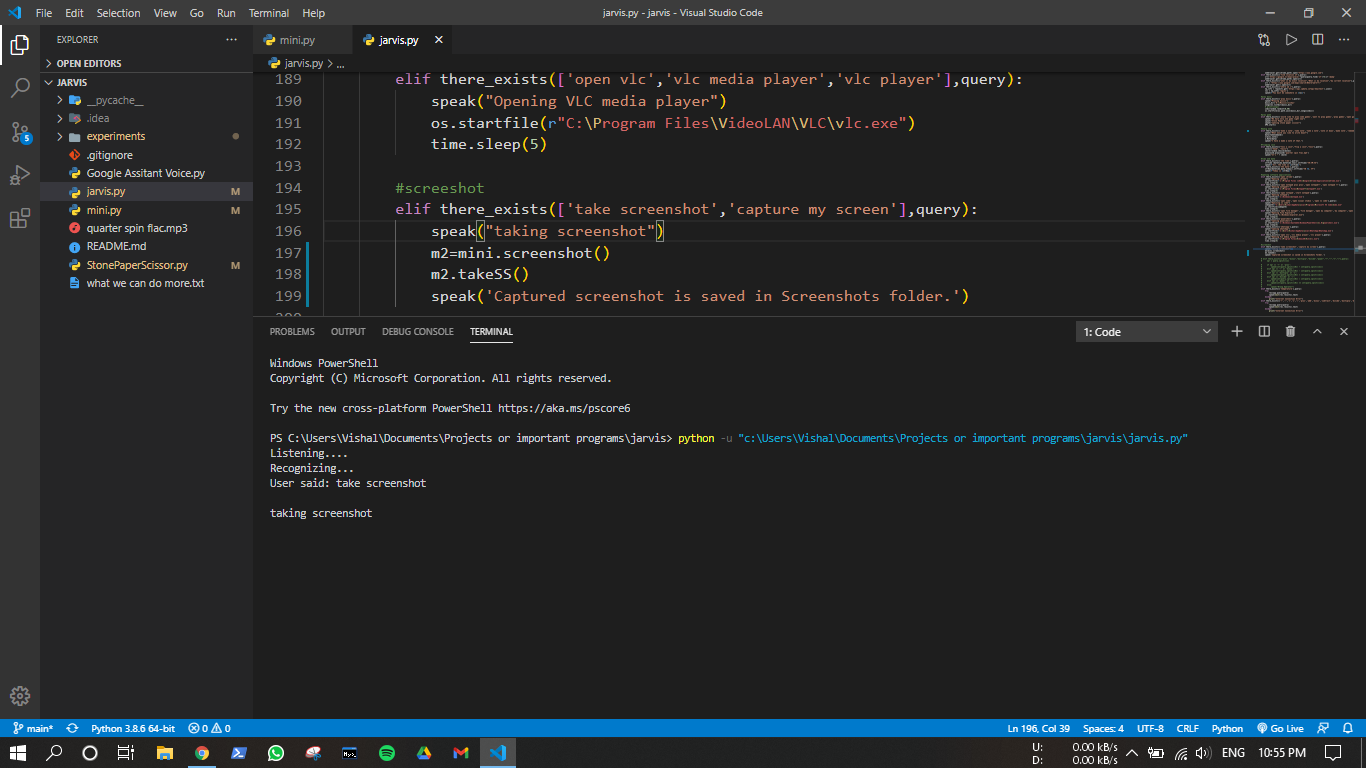 File Edit Selection View Go Run Terminal Help
jarvis.py - jarvis - Visual Studio Code
EXPLORER
OPEN EDITORS
JARVIS
__pycache__
.idea
experiments
.gitignore
Google Assitant Voice.py
jarvis.py M
mini.py M
quarter spin flac.mp3
README.md
StonePaperScissor.py M
what we can do more.txt
5
mini.py
jarvis.py
jarvis.py > ...
189 elif there_exists(['open vlc','vlc media player','vlc player'],query):
190 speak("Opening VLC media player")
191 os.startfile(r"C:\Program Files\VideoLAN\VLC\vlc.exe")
192 time.sleep(5)
193
194 #screeshot
195 elif there_exists(['take screenshot','capture my screen'],query):
196 speak("taking screenshot")
197 m2=mini.screenshot()
198 m2.takeSS()
199 speak('Captured screenshot is saved in Screenshots folder.')
PROBLEMS OUTPUT DEBUG CONSOLE TERMINAL
1: Code
Windows PowerShell
Copyright (C) Microsoft Corporation. All rights reserved.
Try the new cross-platform PowerShell https://aka.ms/pscore6
PS C:\Users\Vishal\Documents\Projects or important programs\jarvis> python -u "c:\Users\Vishal\Documents\Projects or important programs\jarvis\jarvis.py"
Listening....
Recognizing...
User said: take screenshot
taking screenshot
main* Python 3.8.6 64-bit 0 0
Ln 196, Col 39 Spaces: 4 UTF-8 CRLF Python Go Live
U: 0.00 kB/s
D: 0.00 kB/s
ENG 10:55 PM